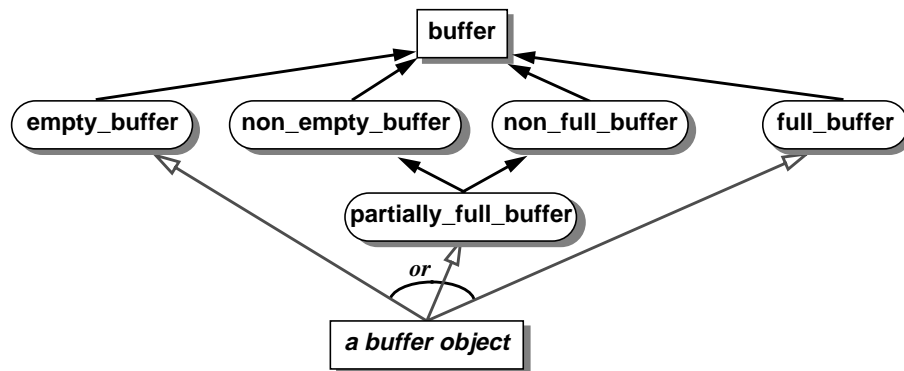 buffer
empty_buffer
non_empty_buffer
non_full_buffer
full_buffer
partially_full_buffer
or
a buffer object